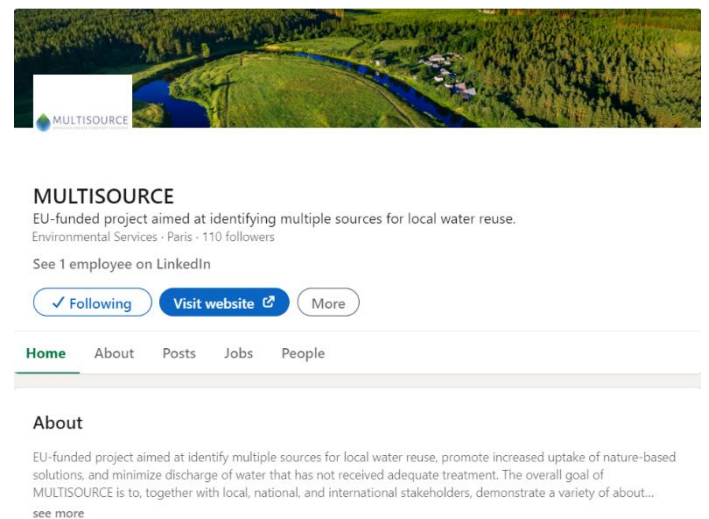 MULTISOURCE
MULTISOURCE
EU-funded project aimed at identifying multiple sources for local water reuse.
Environmental Services · Paris · 110 followers
See 1 employee on LinkedIn
✓ Following Visit website More
Home About Posts Jobs People
About
EU-funded project aimed at identify multiple sources for local water reuse, promote increased uptake of nature-based
solutions, and minimize discharge of water that has not received adequate treatment. The overall goal of
MULTISOURCE is to, together with local, national, and international stakeholders, demonstrate a variety of about...
see more